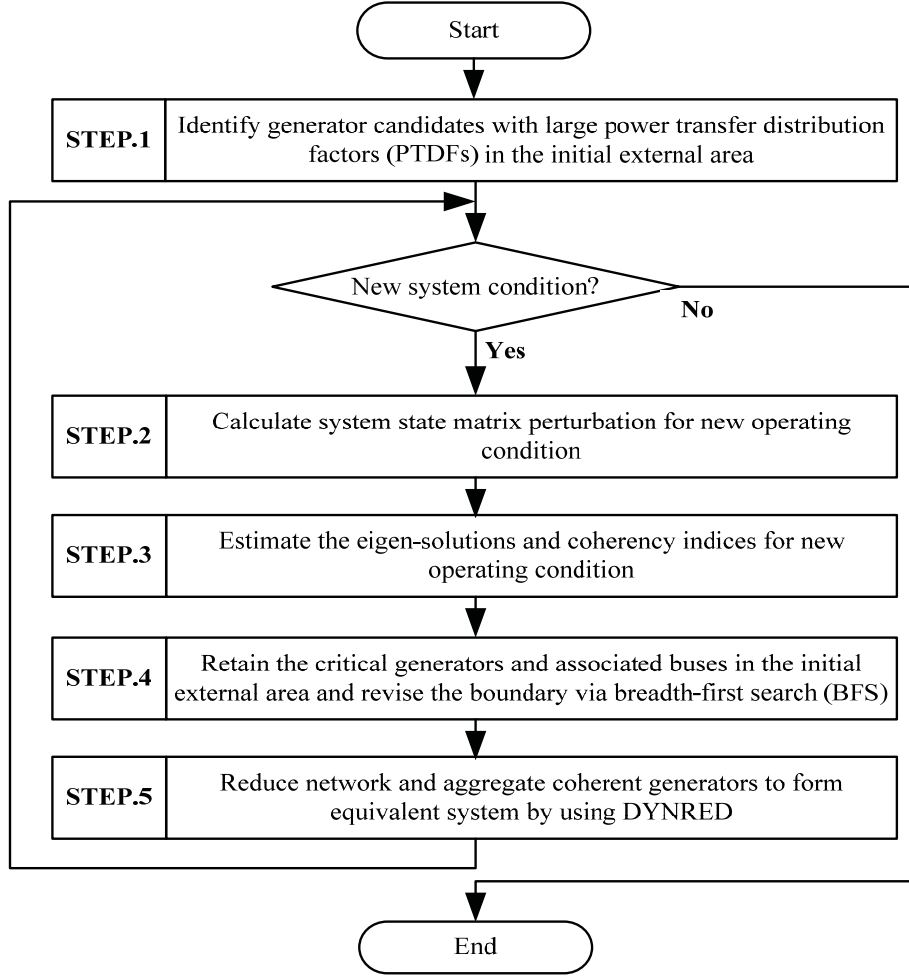 Start
STEP.1
Identify generator candidates with large power transfer distribution
factors (PTDFs) in the initial external area
New system condition?
No
Yes
STEP.2
Calculate system state matrix perturbation for new operating
condition
STEP.3
Estimate the eigen-solutions and coherency indices for new
operating condition
STEP.4
Retain the critical generators and associated buses in the initial
external area and revise the boundary via breadth-first search (BFS)
STEP.5
Reduce network and aggregate coherent generators to form
equivalent system by using DYNRED
End